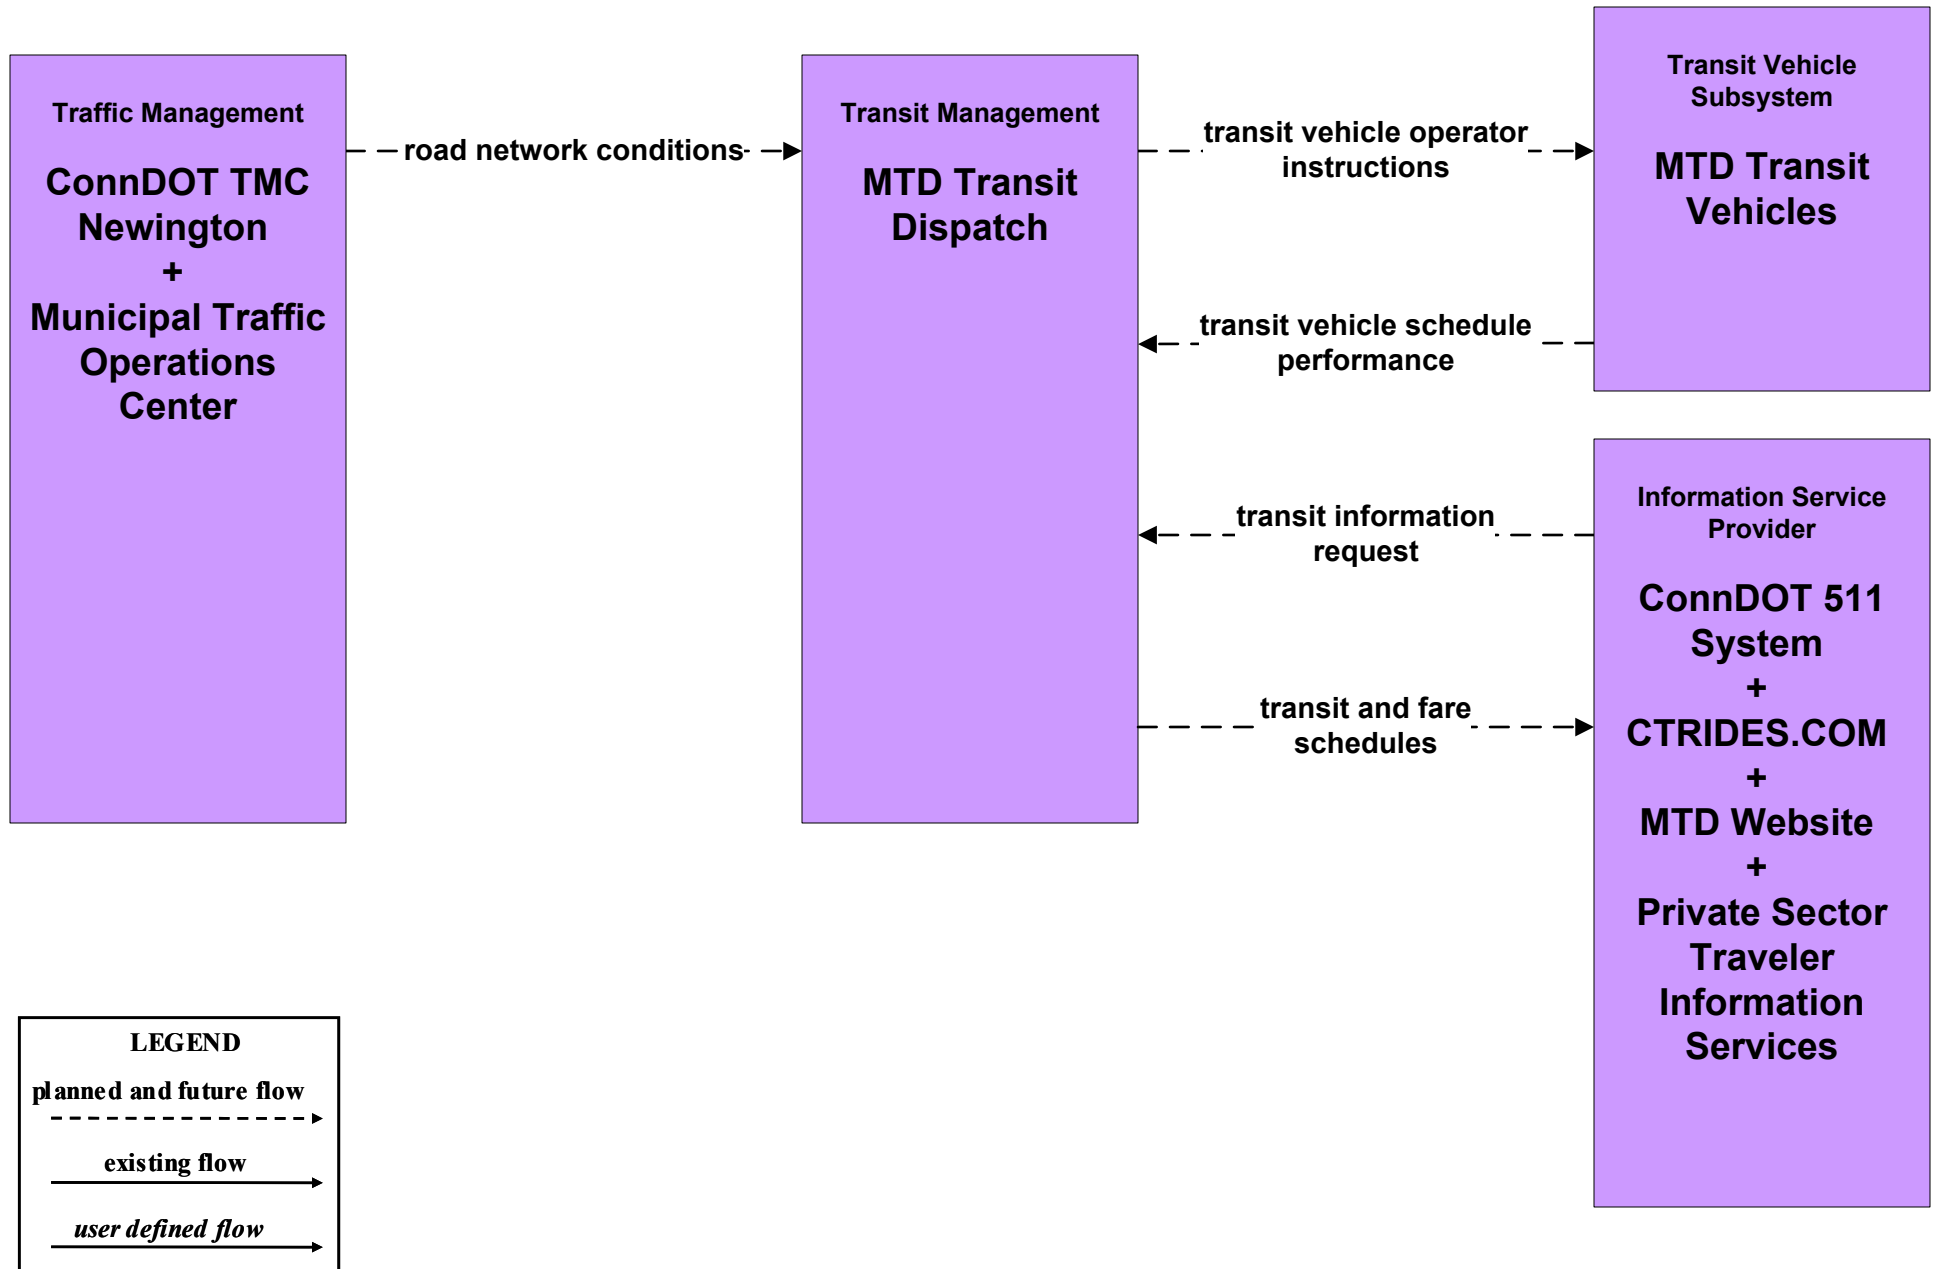 Traffic Management
ConnDOT TMC
Newington
+
Municipal Traffic
Operations
Center
road network conditions
Transit Management
MTD Transit
Dispatch
transit vehicle operator
instructions
transit vehicle schedule
performance
transit information
request
transit and fare
schedules
Transit Vehicle
Subsystem
MTD Transit
Vehicles
Information Service
Provider
ConnDOT 511
System
+
CTRIDES.COM
+
MTD Website
+
Private Sector
Traveler
Information
Services
LEGEND
planned and future flow
existing flow
user defined flow